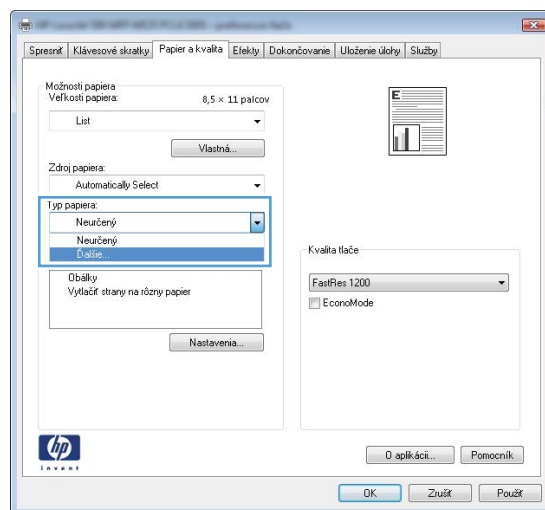 Spresniť Klávesové skratky Papier a kvalita Efekty Dokončovanie Uloženie úlohy Služby
Možnosti papiera
Veľkosti papiera: 8,5 × 11 palcov
List
Vlastná...
Zdroj papiera:
Automatically Select
Typ papiera:
Neurčený
Neurčený
Ďalšie...
Obálky
Vytlačiť strany na rôzny papier
Nastavenia...
E
Kvalita tlače
FastRes 1200
EconoMode
hp
invent
O aplikácii... Pomocník
OK Zrušiť Použiť